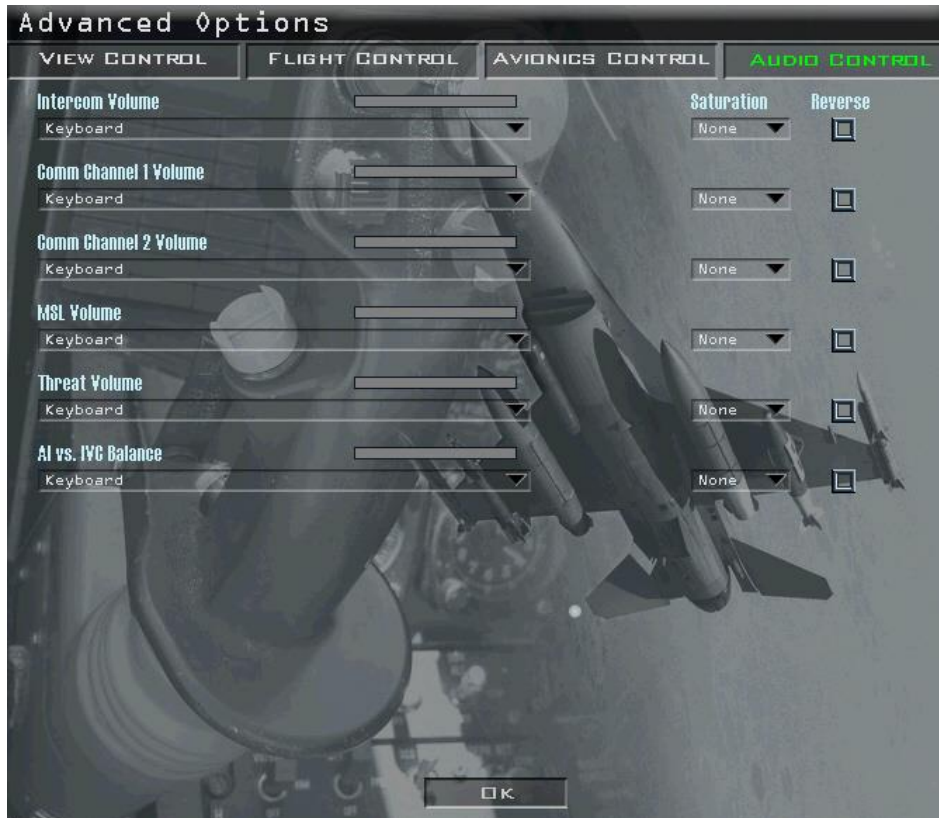 Advanced Options
VIEW CONTROL FLIGHT CONTROL AVIONICS CONTROL AUDIO CONTROL
Intercom Volume Saturation Reverse
Keyboard None
Comm Channel 1 Volume
Keyboard None
Comm Channel 2 Volume
Keyboard None
MSL Volume
Keyboard None
Threat Volume
Keyboard None
AI vs. IVC Balance
Keyboard None
OK